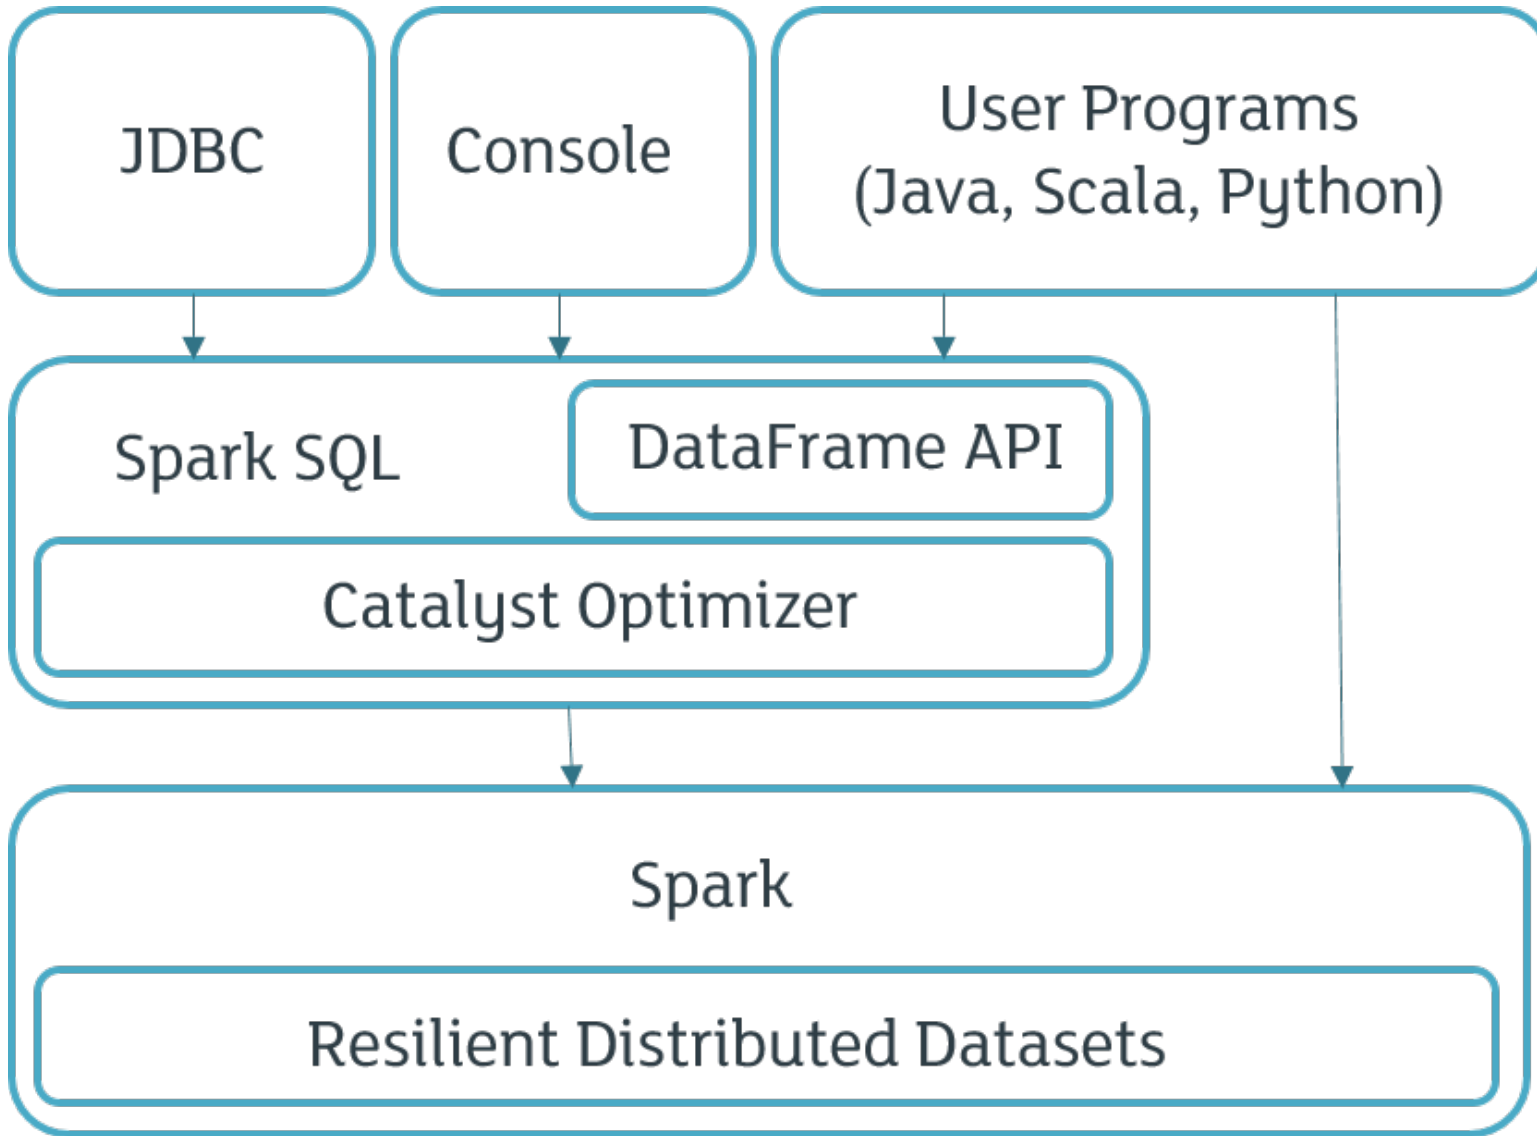 JDBC
Console
User Programs
(Java, Scala, Python)
Spark SQL
DataFrame API
Catalyst Optimizer
Spark
Resilient Distributed Datasets